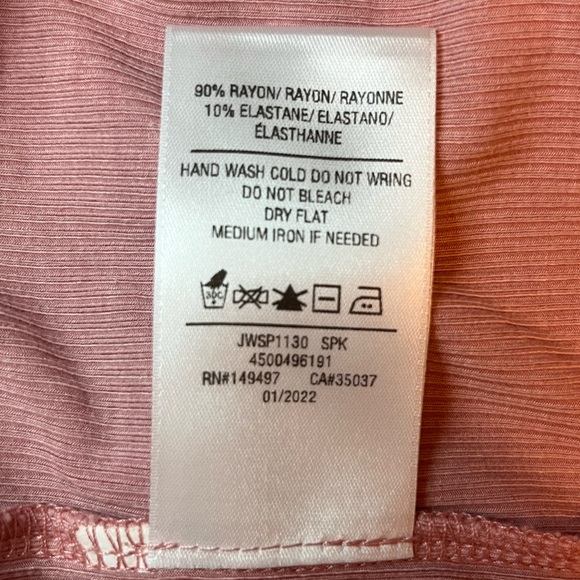 90% RAYON/ RAYON/ RAYONNE
10% ELASTANE/ ELASTANO/
ÉLASTHANNE
HAND WASH COLD DO NOT WRING
DO NOT BLEACH
DRY FLAT
MEDIUM IRON IF NEEDED
JWSP1130 SPK
4500496191
RN#149497 CA#35037
01/2022